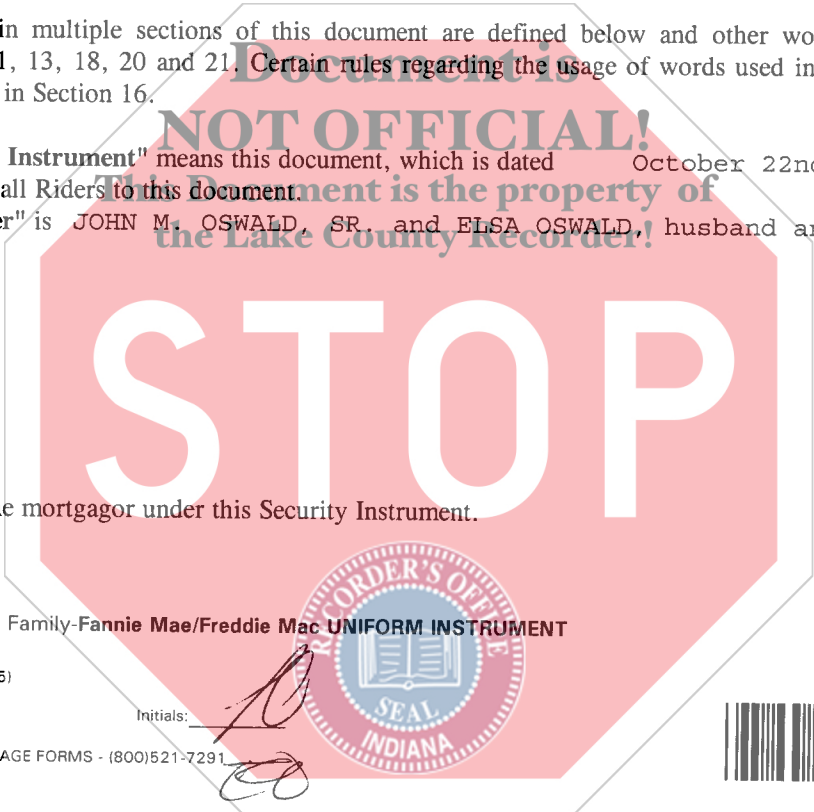 in multiple sections of this document are defined below and other wo
1, 13, 18, 20 and 21. Certain rules regarding the usage of words used in
in Section 16.
Document is
NOT OFFICIAL!
This Document is the property of
the Lake County Recorder!
Instrument" means this document, which is dated October 22nd
all Riders to this document.
er" is JOHN M. OSWALD, SR. and ELSA OSWALD, husband an
STOP
e mortgagor under this Security Instrument.
RECORDER'S OFFICE
SEAL
INDIANA
Family-Fannie Mae/Freddie Mac UNIFORM INSTRUMENT
5)
Initials:
AGE FORMS - (800)521-7291